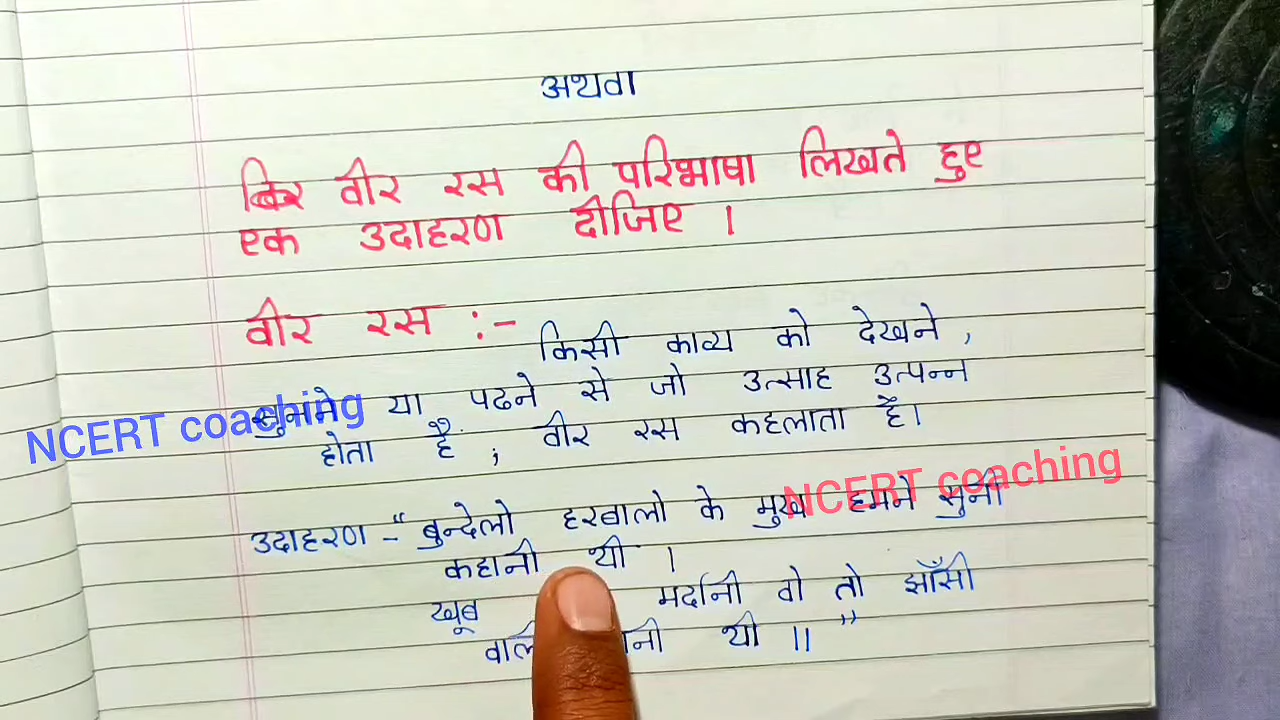 अथवा
वीर रस की परिभाषा लिखते हुए
एक उदाहरण दीजिए ।
वीर रस :-
किसी काव्य को देखने ,
या पढने से जो उत्साह उत्पन्न
NCERT coaching
होता है , वीर रस कहलाता है।
NCERT coaching
उदाहरण - “ बुन्देलो हरबालो के मुख हमने सुनी
कहानी थी ।
खूब मर्दानी वो तो झाँसी
थी ॥ ”